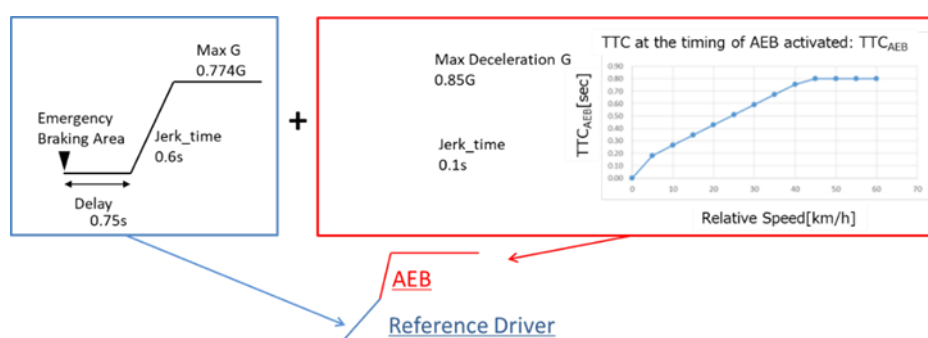 Max G
0.774G
Emergency
Braking Area
Jerk_time
0.6s
Delay
0.75s
+
Max Deceleration G
0.85G
Jerk_time
0.1s
TTC at the timing of AEB activated: TTCAEB
TTCAEB[sec]
0.90
0.80
0.70
0.60
0.50
0.40
0.30
0.20
0.10
0.00
0 10 20 30 40 50 60 70
Relative Speed[km/h]
AEB
Reference Driver